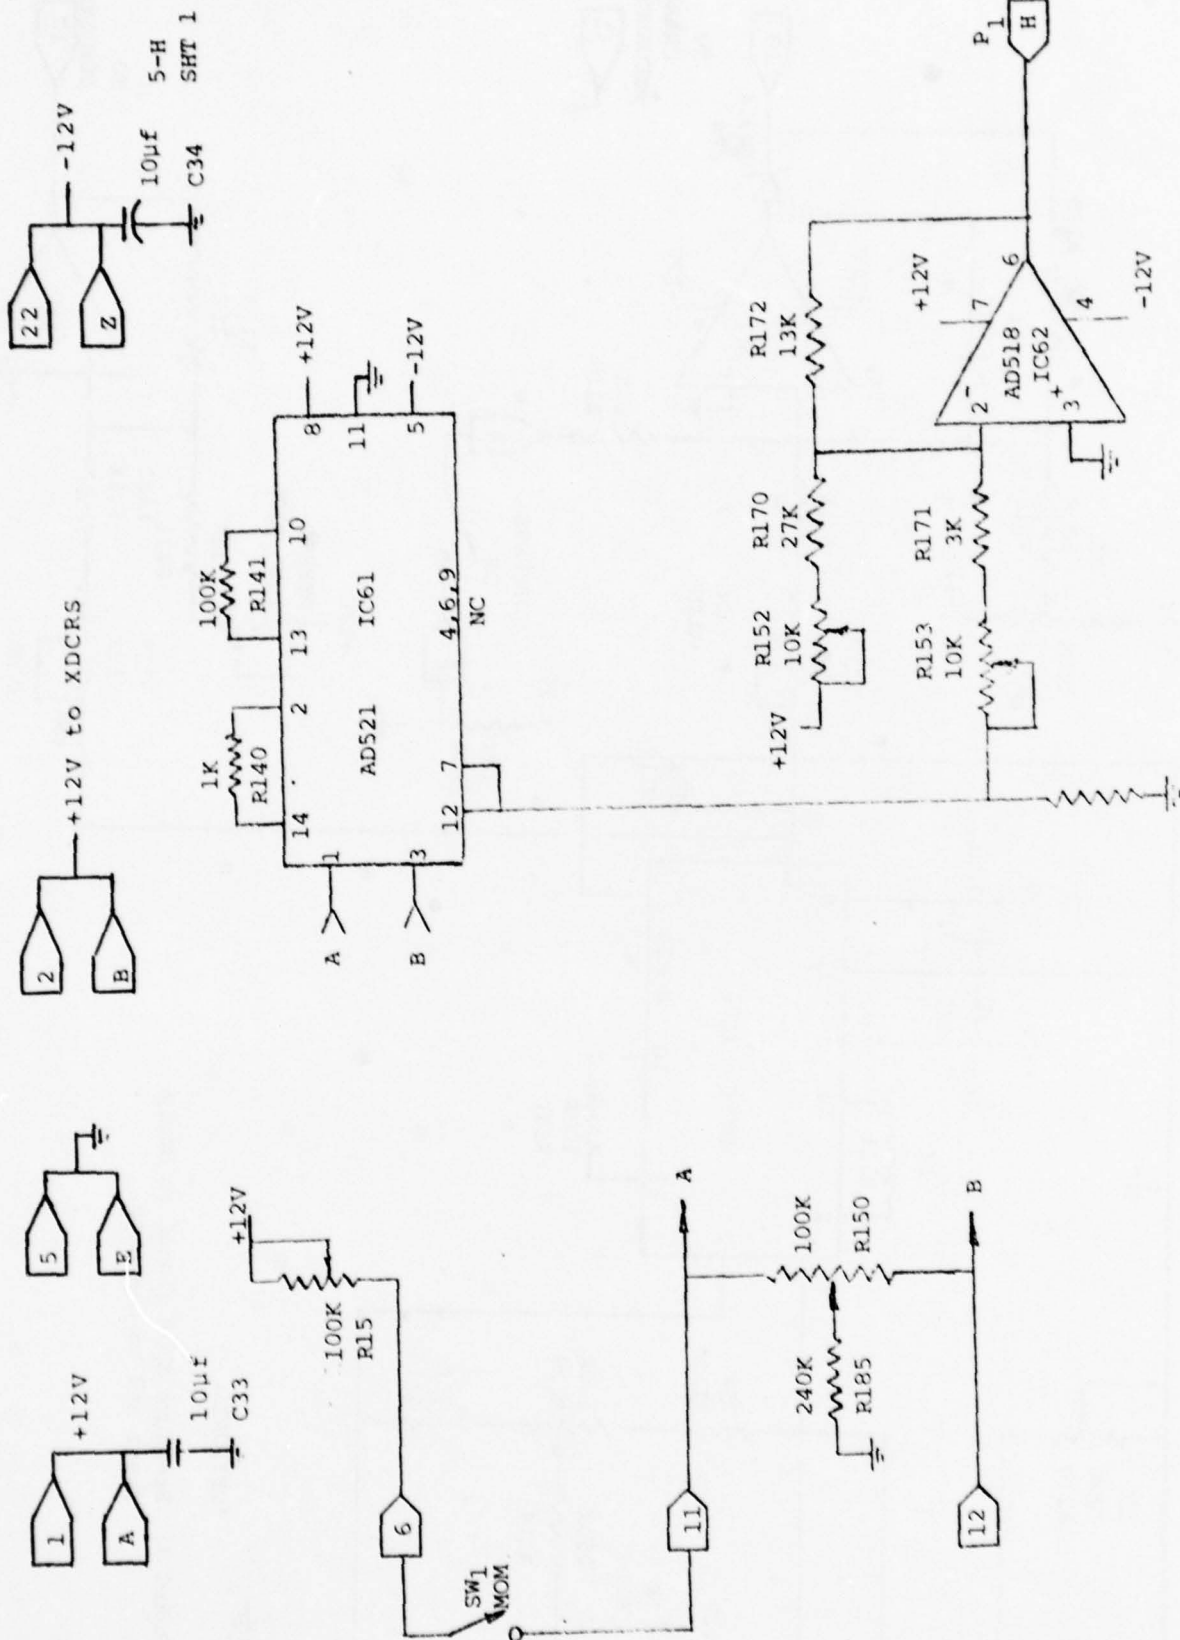 1
A
+12V
10µf
C33
5
E
2
B
+12V to XDCRS
22
Z
-12V
10µf
C34
5-H
SHT 1
+12V
100K
R15
6
SW1
MOM
11
A
100K
R150
240K
R185
12
B
1K
R140
100K
R141
14
2
13
10
A
1
B
3
AD521
IC61
8
+12V
11
5
-12V
12
7
4,6,9
NC
+12V
R152
10K
R170
27K
R172
13K
R153
10K
R171
3K
2
-
3
+
AD518
IC62
7
+12V
6
4
-12V
P1
H